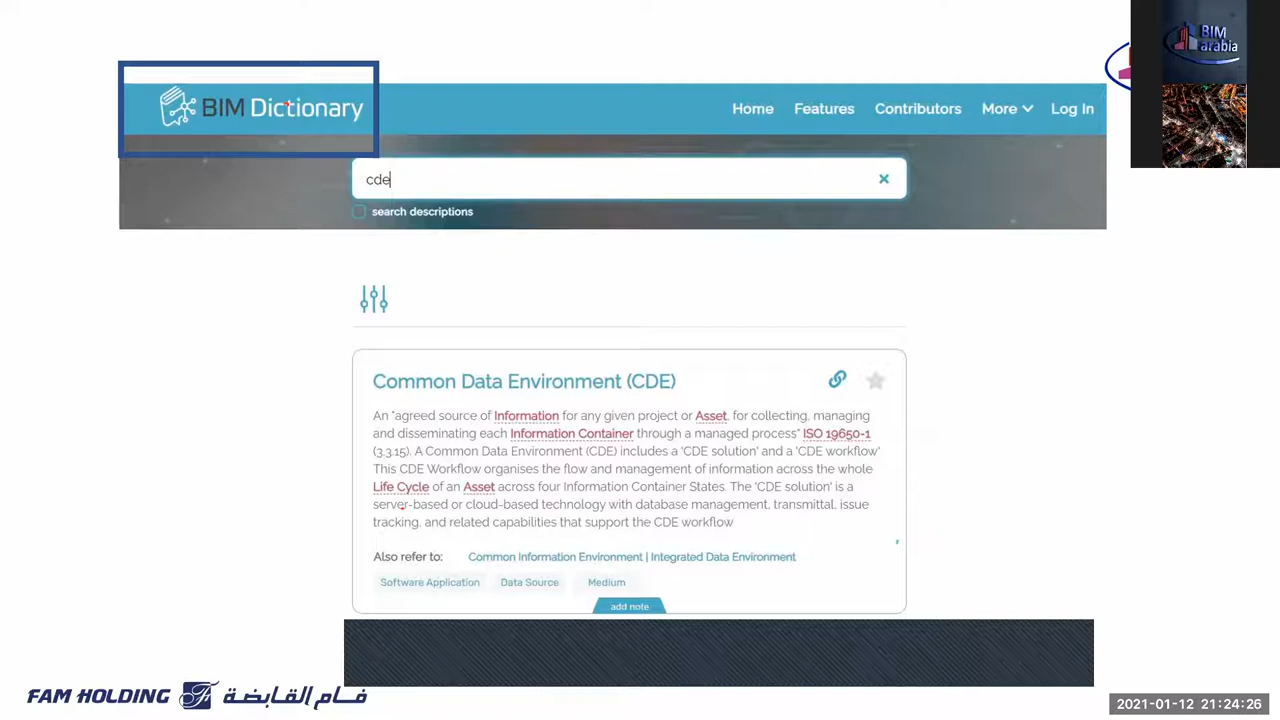 BIM
arabia
BIM Dictionary
Home Features Contributors More Log In
cde
search descriptions
Common Data Environment (CDE)
An "agreed source of Information for any given project or Asset, for collecting, managing
and disseminating each Information Container through a managed process" ISO 19650-1
(3.3.15). A Common Data Environment (CDE) includes a 'CDE solution' and a 'CDE workflow'
This CDE Workflow organises the flow and management of information across the whole
Life Cycle of an Asset across four Information Container States. The 'CDE solution' is a
server-based or cloud-based technology with database management, transmittal, issue
tracking, and related capabilities that support the CDE workflow
Also refer to: Common Information Environment | Integrated Data Environment
Software Application Data Source Medium
add note
FAM HOLDING فام القابضة
2021-01-12 21:24:26